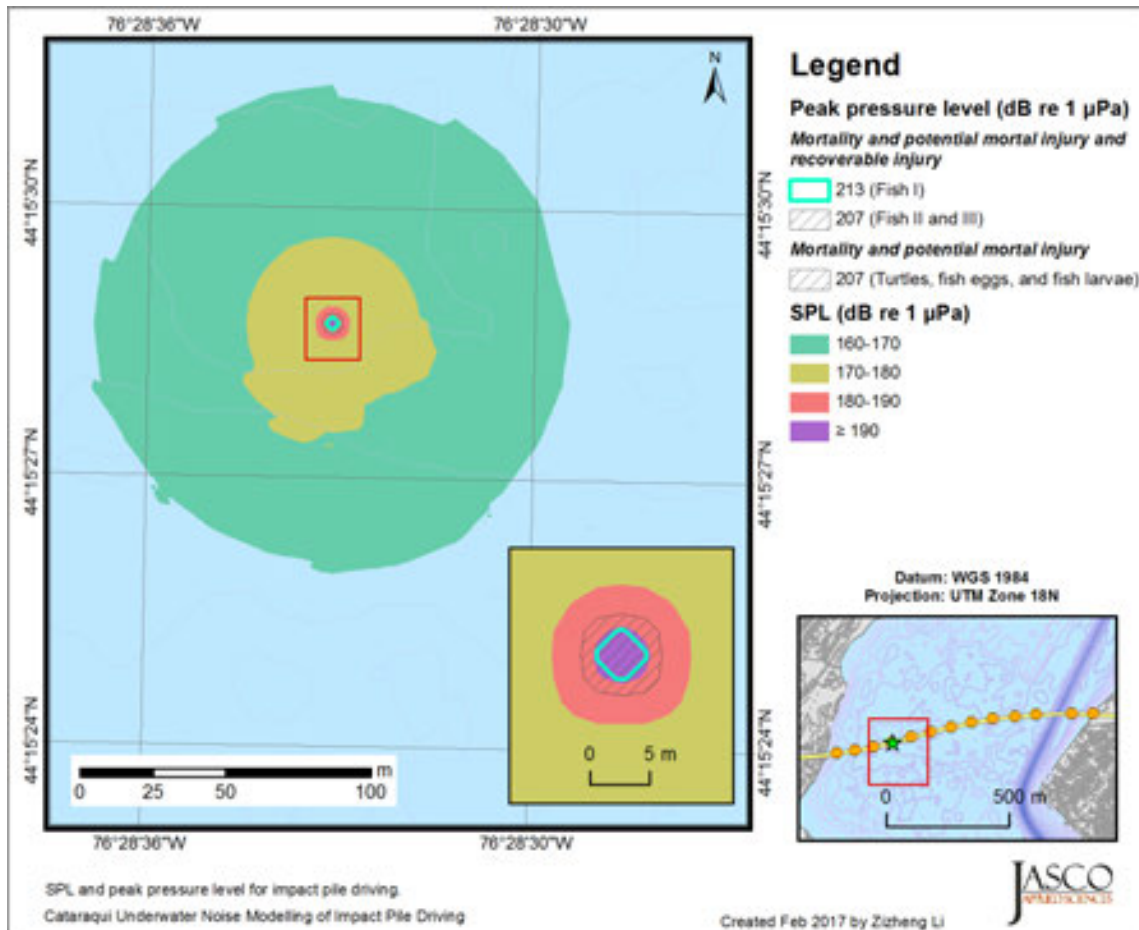 76°28'36"W
76°28'30"W
N
44°15'30"N
44°15'30"N
44°15'27"N
44°15'27"N
44°15'24"N
44°15'24"N
m
0 25 50 100
0 5 m
76°28'36"W
76°28'30"W
Legend
Peak pressure level (dB re 1 µPa)
Mortality and potential mortal injury and
recoverable injury
213 (Fish I)
207 (Fish II and III)
Mortality and potential mortal injury
207 (Turtles, fish eggs, and fish larvae)
SPL (dB re 1 µPa)
160-170
170-180
180-190
≥ 190
Datum: WGS 1984
Projection: UTM Zone 18N
0 500 m
SPL and peak pressure level for impact pile driving.
Cataraqui Underwater Noise Modelling of Impact Pile Driving
Created Feb 2017 by Zizheng Li
JASCO
APPLIED SCIENCES